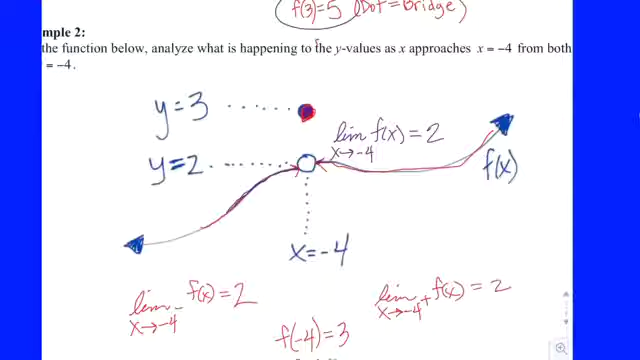 f(3)=5 (Dot=Bridge)
mple 2:
the function below, analyze what is happening to the y-values as x approaches x = −4 from both
= −4.
y=3
lim f(x) = 2
x→-4
y=2
f(x)
x=-4
lim f(x) = 2
x→-4⁻
lim f(x) = 2
x→-4⁺
f(-4)=3